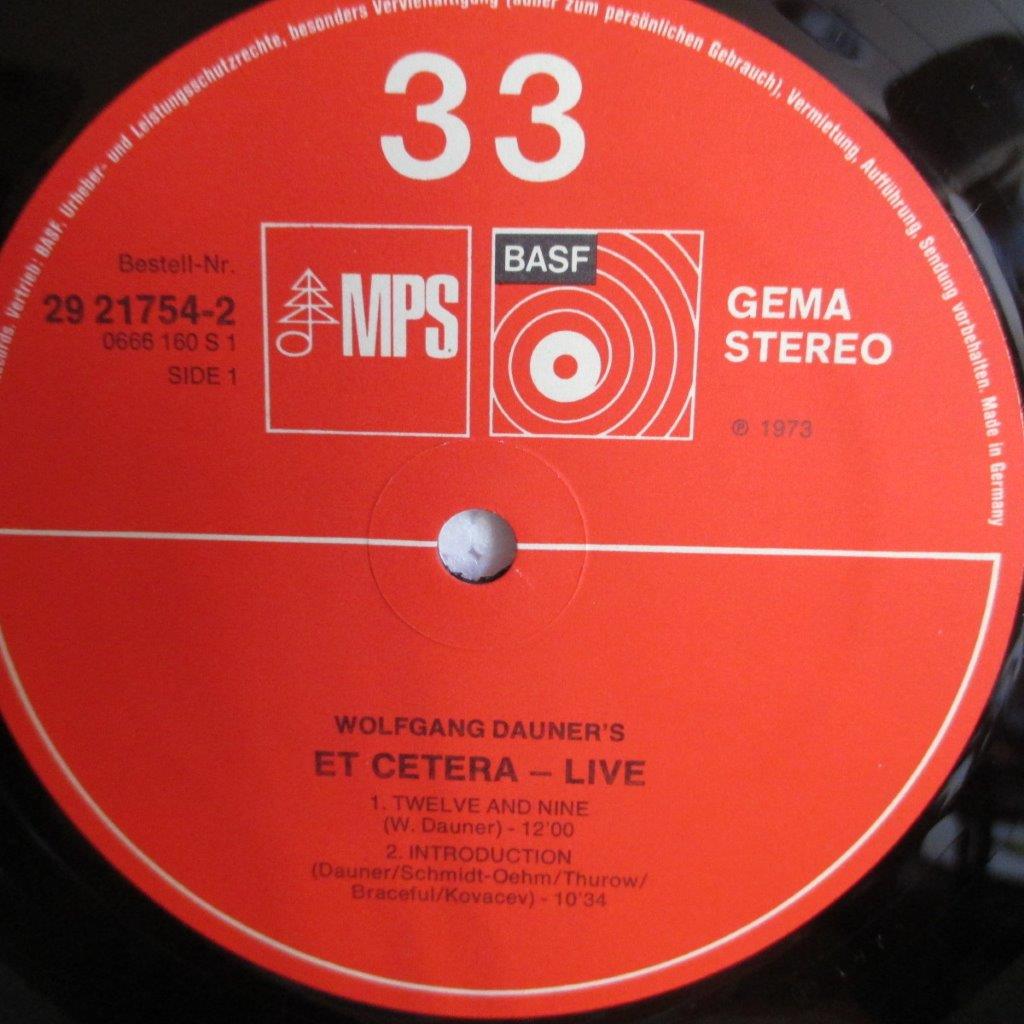 ecords. Vertrieb: BASF. Urheber- und Leistungsschutzrechte, besonders Vervielfältigung (außer zum persönlichen Gebrauch), Vermietung, Aufführung, Sendung vorbehalten. Made in Germany
33
Bestell-Nr.
29 21754-2
0666 160 S 1
SIDE 1
MPS
BASF
GEMA
STEREO
℗ 1973
WOLFGANG DAUNER'S
ET CETERA – LIVE
1. TWELVE AND NINE
(W. Dauner) - 12'00
2. INTRODUCTION
(Dauner/Schmidt-Oehm/Thurow/
Braceful/Kovacev) - 10'34